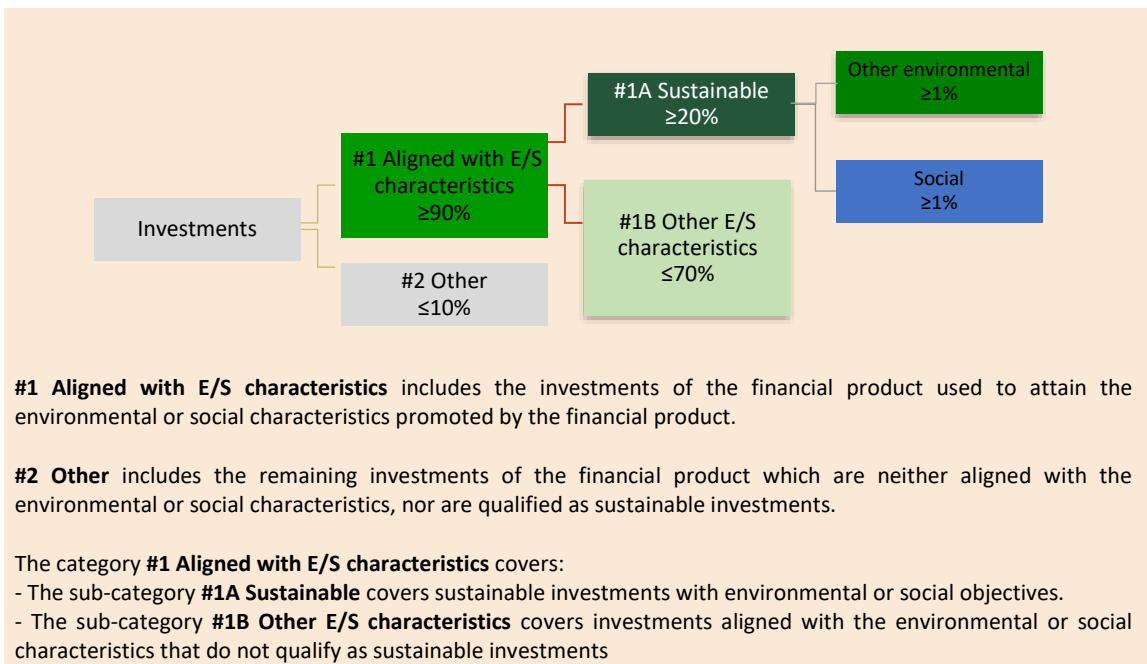 Investments
#1 Aligned with E/S
characteristics
≥90%
#2 Other
≤10%
#1A Sustainable
≥20%
#1B Other E/S
characteristics
≤70%
Other environmental
≥1%
Social
≥1%
#1 Aligned with E/S characteristics includes the investments of the financial product used to attain the
environmental or social characteristics promoted by the financial product.
#2 Other includes the remaining investments of the financial product which are neither aligned with the
environmental or social characteristics, nor are qualified as sustainable investments.
The category #1 Aligned with E/S characteristics covers:
- The sub-category #1A Sustainable covers sustainable investments with environmental or social objectives.
- The sub-category #1B Other E/S characteristics covers investments aligned with the environmental or social
characteristics that do not qualify as sustainable investments